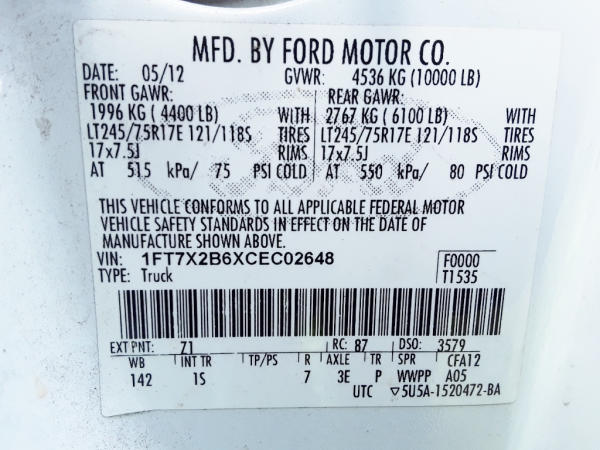 MFD. BY FORD MOTOR CO.
DATE: 05/12 GVWR: 4536 KG (10000 LB)
FRONT GAWR: REAR GAWR:
1996 KG (4400 LB) WITH 2767 KG (6100 LB) WITH
LT245/75R17E 121/118S TIRES LT245/75R17E 121/118S TIRES
17x7.5J RIMS 17x7.5J RIMS
AT 515 kPa/ 75 PSI COLD AT 550 kPa/ 80 PSI COLD
THIS VEHICLE CONFORMS TO ALL APPLICABLE FEDERAL MOTOR
VEHICLE SAFETY STANDARDS IN EFFECT ON THE DATE OF
MANUFACTURE SHOWN ABOVE.
VIN: 1FT7X2B6XCEC02648 F0000
TYPE: Truck T1535
EXT PNT: Z1 RC: 87 DSO: 3579
WB INT TR TP/PS R AXLE TR SPR CFA12
142 1S 7 3E P WWPP A05
UTC ▽5U5A-1520472-BA